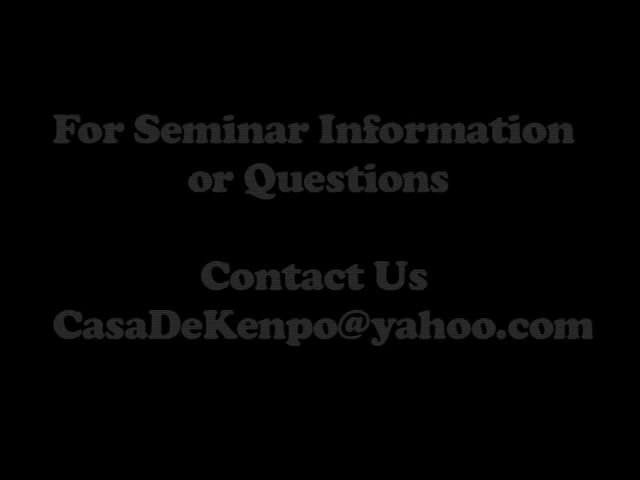 For Seminar Information
or Questions
Contact Us
CasaDeKenpo@yahoo.com